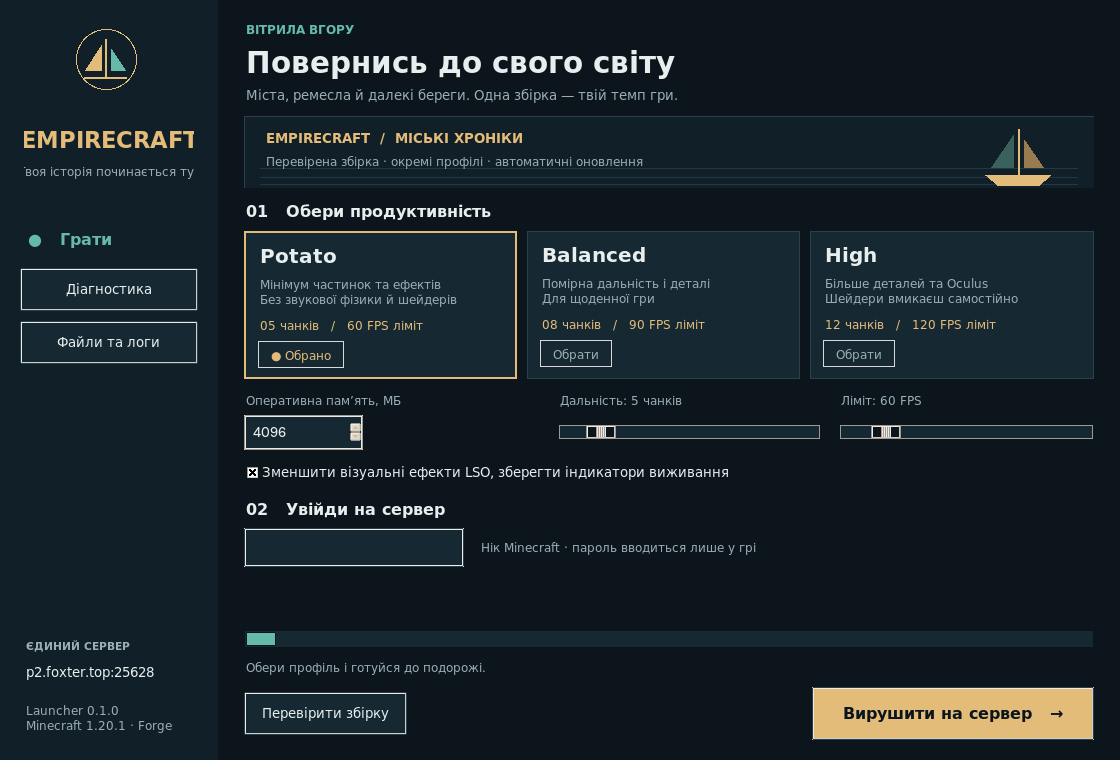 EMPIRECRAFT
воя історія починається ту
Грати
Діагностика
Файли та логи
ЄДИНИЙ СЕРВЕР
p2.foxter.top:25628
Launcher 0.1.0
Minecraft 1.20.1 · Forge
ВІТРИЛА ВГОРУ
Повернись до свого світу
Міста, ремесла й далекі береги. Одна збірка — твій темп гри.
EMPIRECRAFT / МІСЬКІ ХРОНІКИ
Перевірена збірка · окремі профілі · автоматичні оновлення
01 Обери продуктивність
Potato
Мінімум частинок та ефектів
Без звукової фізики й шейдерів
05 чанків / 60 FPS ліміт
● Обрано
Balanced
Помірна дальність і деталі
Для щоденної гри
08 чанків / 90 FPS ліміт
Обрати
High
Більше деталей та Oculus
Шейдери вмикаєш самостійно
12 чанків / 120 FPS ліміт
Обрати
Оперативна пам’ять, МБ
4096
Дальність: 5 чанків
Ліміт: 60 FPS
Зменшити візуальні ефекти LSO, зберегти індикатори виживання
02 Увійди на сервер
Нік Minecraft · пароль вводиться лише у грі
Обери профіль і готуйся до подорожі.
Перевірити збірку
Вирушити на сервер →